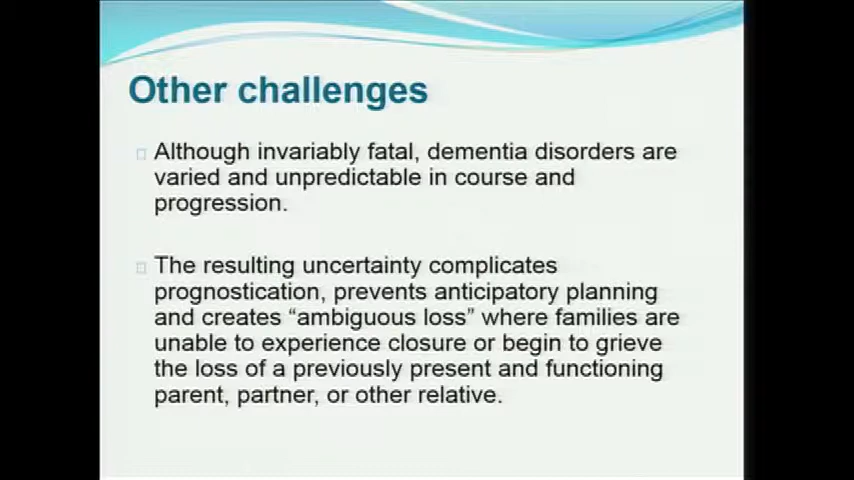 Other challenges
Although invariably fatal, dementia disorders are
varied and unpredictable in course and
progression.
The resulting uncertainty complicates
prognostication, prevents anticipatory planning
and creates “ambiguous loss” where families are
unable to experience closure or begin to grieve
the loss of a previously present and functioning
parent, partner, or other relative.